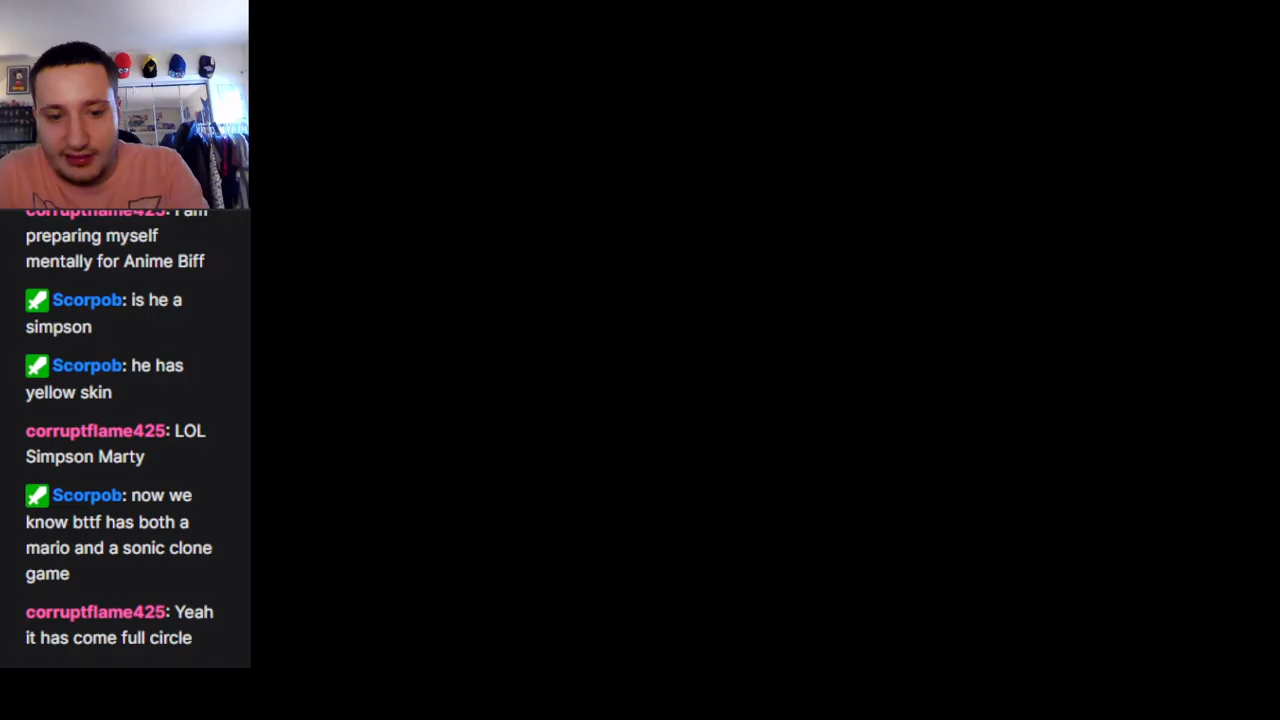 corruptflame425: I am
preparing myself
mentally for Anime Biff
Scorpob: is he a
simpson
Scorpob: he has
yellow skin
corruptflame425: LOL
Simpson Marty
Scorpob: now we
know bttf has both a
mario and a sonic clone
game
corruptflame425: Yeah
it has come full circle